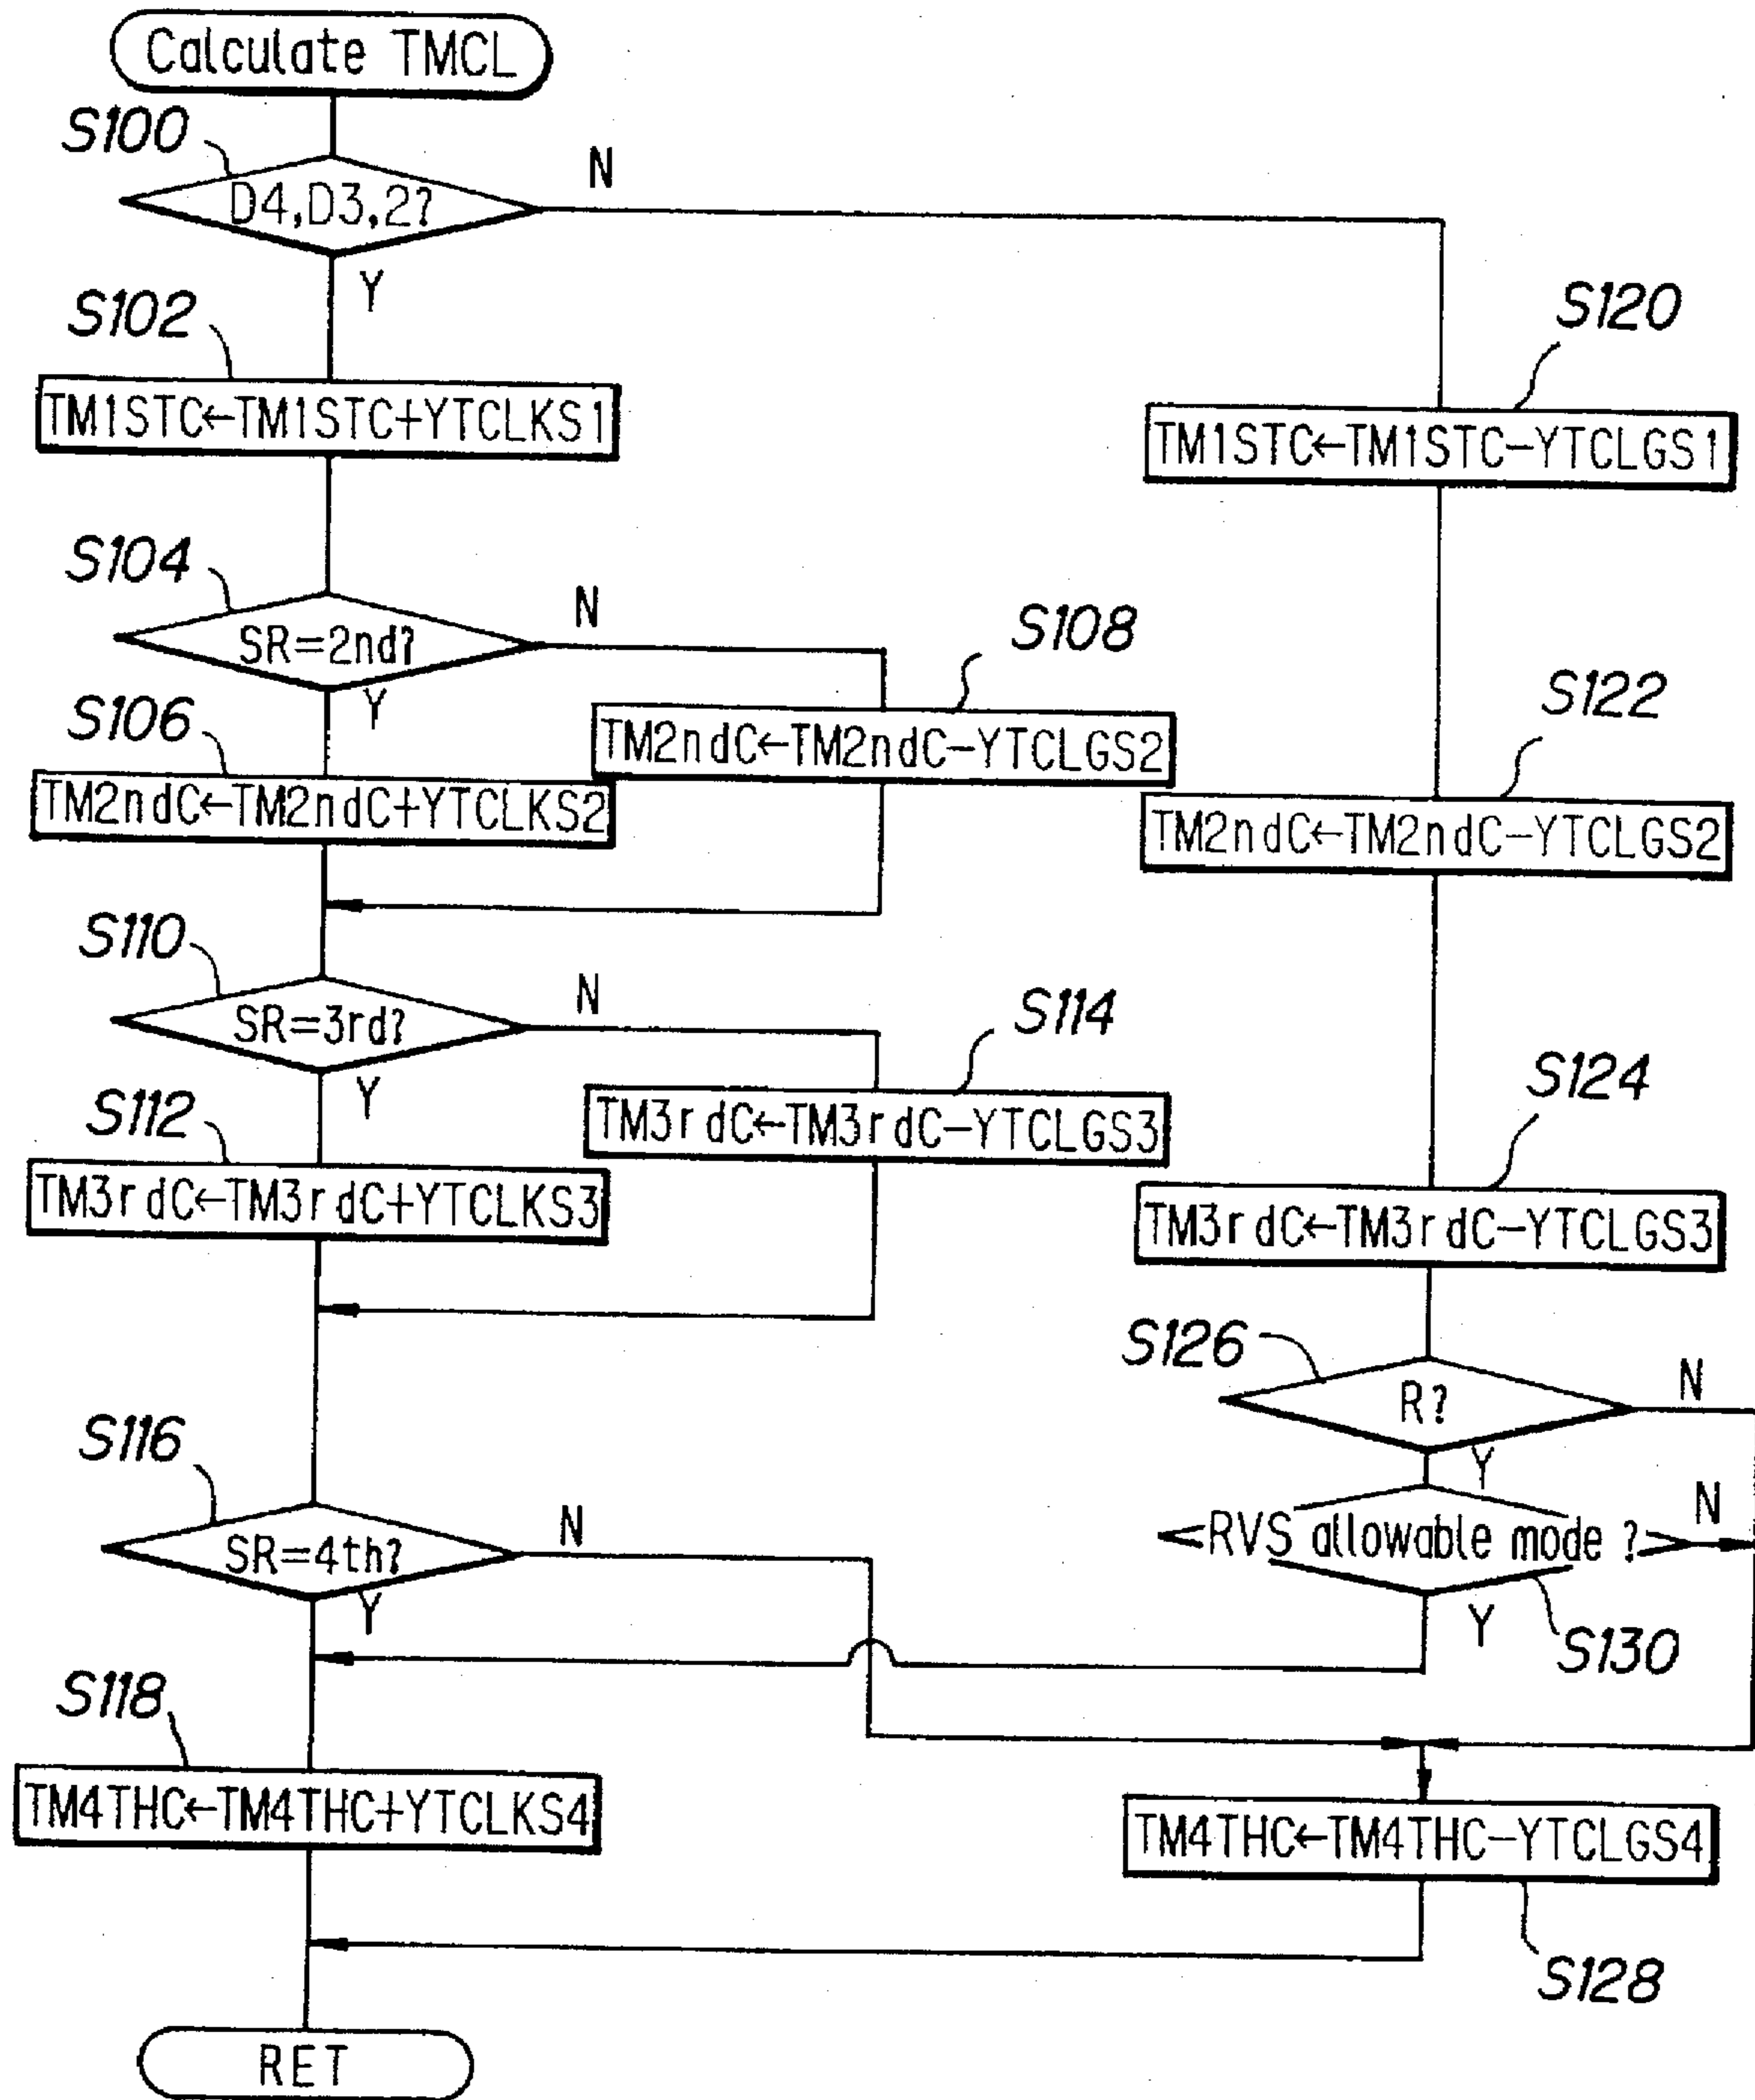 Calculate TMCL
S100
D4,D3,2?
N
Y
S102
TM1STC←TM1STC+YTCLKS1
S120
TM1STC←TM1STC−YTCLGS1
S104
SR=2nd?
N
Y
S108
TM2ndC←TM2ndC−YTCLGS2
S106
TM2ndC←TM2ndC+YTCLKS2
S122
TM2ndC←TM2ndC−YTCLGS2
S110
SR=3rd?
N
Y
S114
TM3rdC←TM3rdC−YTCLGS3
S112
TM3rdC←TM3rdC+YTCLKS3
S124
TM3rdC←TM3rdC−YTCLGS3
S126
R?
N
Y
RVS allowable mode ?
N
Y
S130
S116
SR=4th?
N
Y
S118
TM4THC←TM4THC+YTCLKS4
TM4THC←TM4THC−YTCLGS4
S128
RET